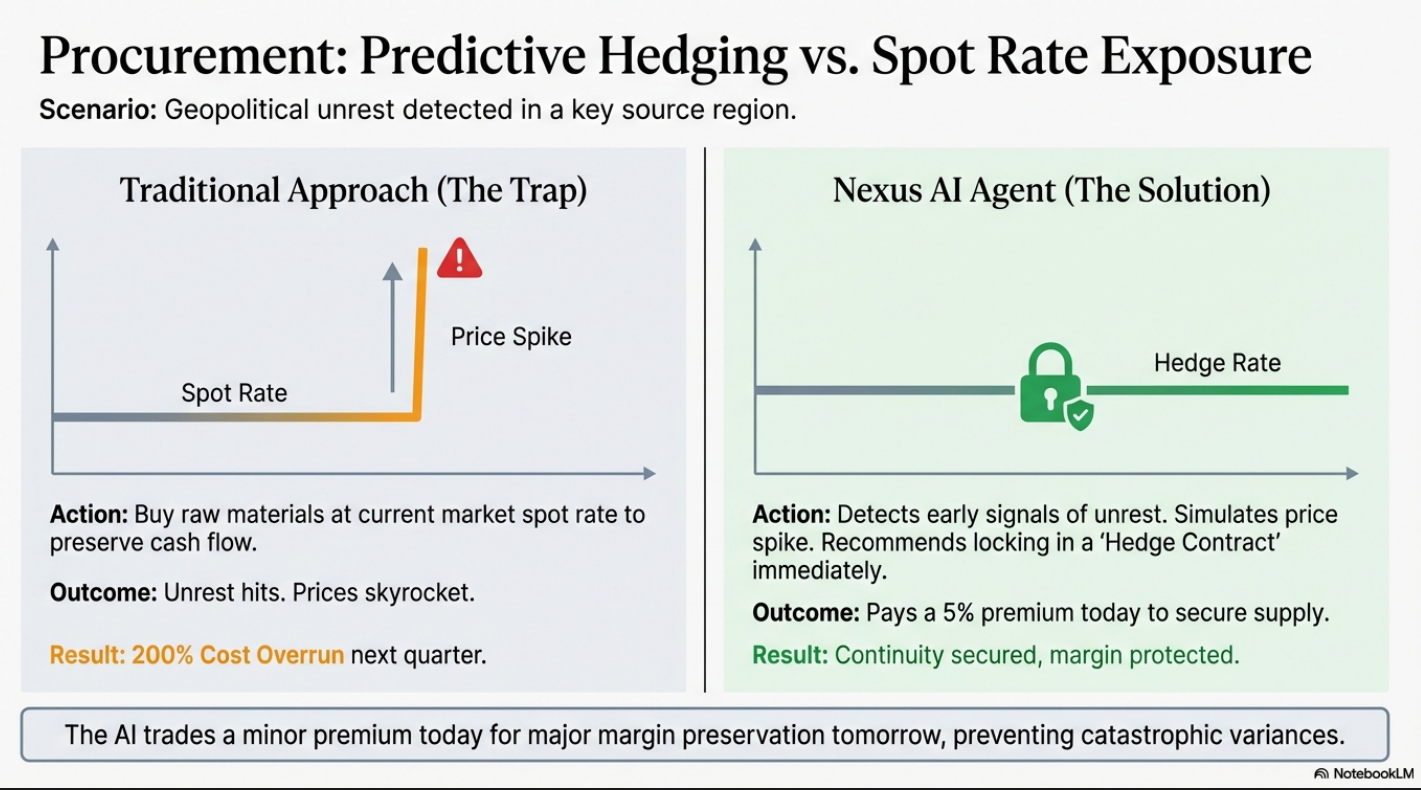 Procurement: Predictive Hedging vs. Spot Rate Exposure
Scenario: Geopolitical unrest detected in a key source region.
Traditional Approach (The Trap)
Price Spike
Spot Rate
Action: Buy raw materials at current market spot rate to
preserve cash flow.
Outcome: Unrest hits. Prices skyrocket.
Result: 200% Cost Overrun next quarter.
Nexus AI Agent (The Solution)
Hedge Rate
Action: Detects early signals of unrest. Simulates price
spike. Recommends locking in a ‘Hedge Contract’
immediately.
Outcome: Pays a 5% premium today to secure supply.
Result: Continuity secured, margin protected.
The AI trades a minor premium today for major margin preservation tomorrow, preventing catastrophic variances.
NotebookLM